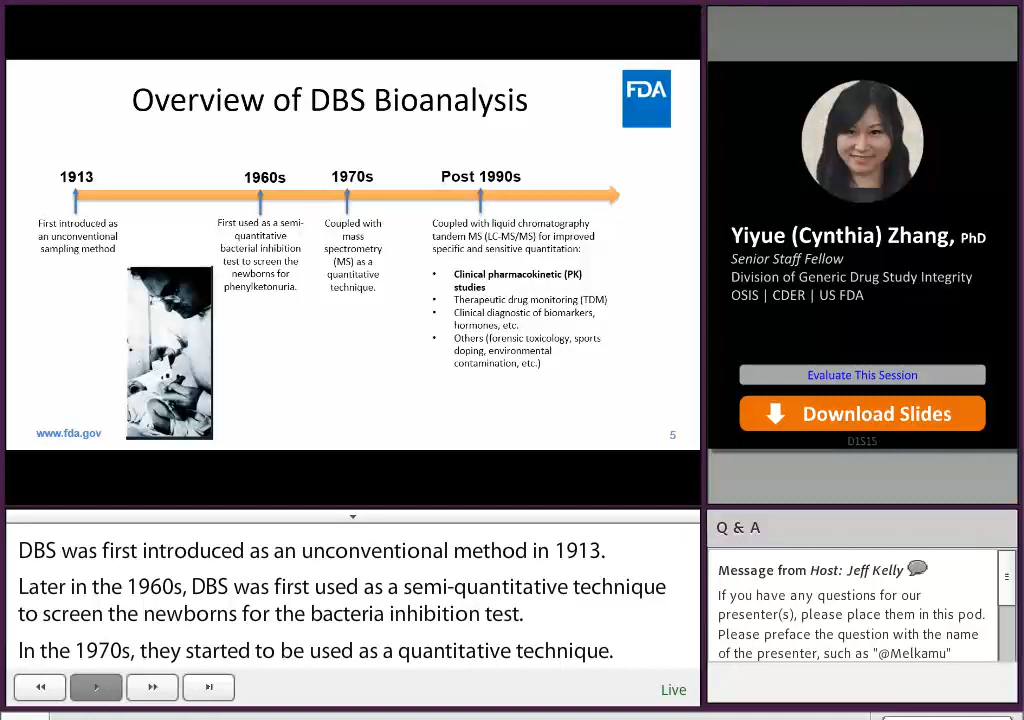 Overview of DBS Bioanalysis
FDA
1913
1960s
1970s
Post 1990s
First introduced as
an unconventional
sampling method
First used as a semi-
quantitative
bacterial inhibition
test to screen the
newborns for
phenylketonuria.
Coupled with
mass
spectrometry
(MS) as a
quantitative
technique.
Coupled with liquid chromatography
tandem MS (LC-MS/MS) for improved
specific and sensitive quantitation:
• Clinical pharmacokinetic (PK)
studies
• Therapeutic drug monitoring (TDM)
• Clinical diagnostic of biomarkers,
hormones, etc.
• Others (forensic toxicology, sports
doping, environmental
contamination, etc.)
www.fda.gov
5
Yiyue (Cynthia) Zhang, PhD
Senior Staff Fellow
Division of Generic Drug Study Integrity
OSIS | CDER | US FDA
Evaluate This Session
Download Slides
D1S15
DBS was first introduced as an unconventional method in 1913.
Later in the 1960s, DBS was first used as a semi-quantitative technique
to screen the newborns for the bacteria inhibition test.
In the 1970s, they started to be used as a quantitative technique.
Live
Q & A
Message from Host: Jeff Kelly
If you have any questions for our
presenter(s), please place them in this pod.
Please preface the question with the name
of the presenter, such as "@Melkamu"